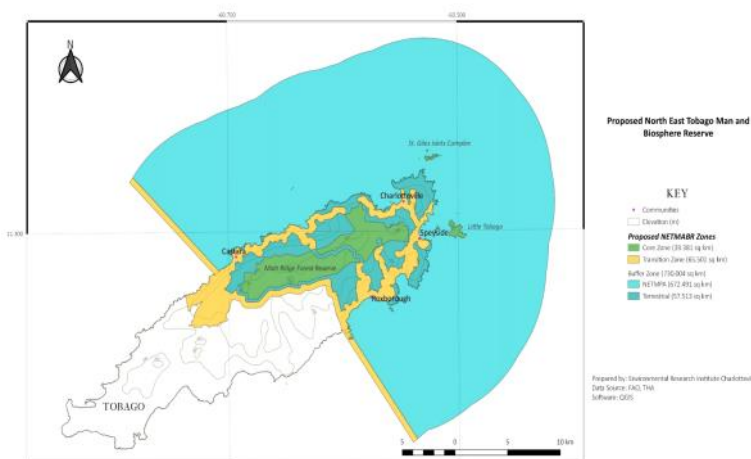 -60.700
-60.500
N
11.300
St. Giles Islets Complex
Charlotteville
Speyside
Little Tobago
Castara
Main Ridge Forest Reserve
Roxborough
TOBAGO
5 0 5 10 km
Proposed North East Tobago Man and
Biosphere Reserve
KEY
Communities
Elevation (m)
Proposed NETMABR Zones
Core Zone (39.381 sq km)
Transition Zone (65.501 sq km)
Buffer Zone (730.004 sq km)
NETMPA (672.491 sq km)
Terrestrial (57.513 sq km)
Prepared by: Environmental Research Institute Charlottevi
Data Source: FAO, THA
Software: QGIS